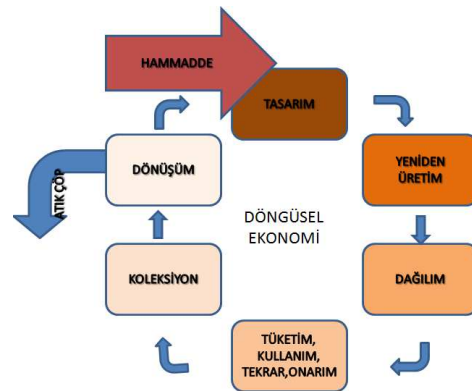 HAMMADDE
TASARIM
YENİDEN
ÜRETİM
DAĞILIM
TÜKETİM,
KULLANIM,
TEKRAR,ONARIM
KOLEKSİYON
DÖNÜŞÜM
ATIK ÇÖP
DÖNGÜSEL
EKONOMİ